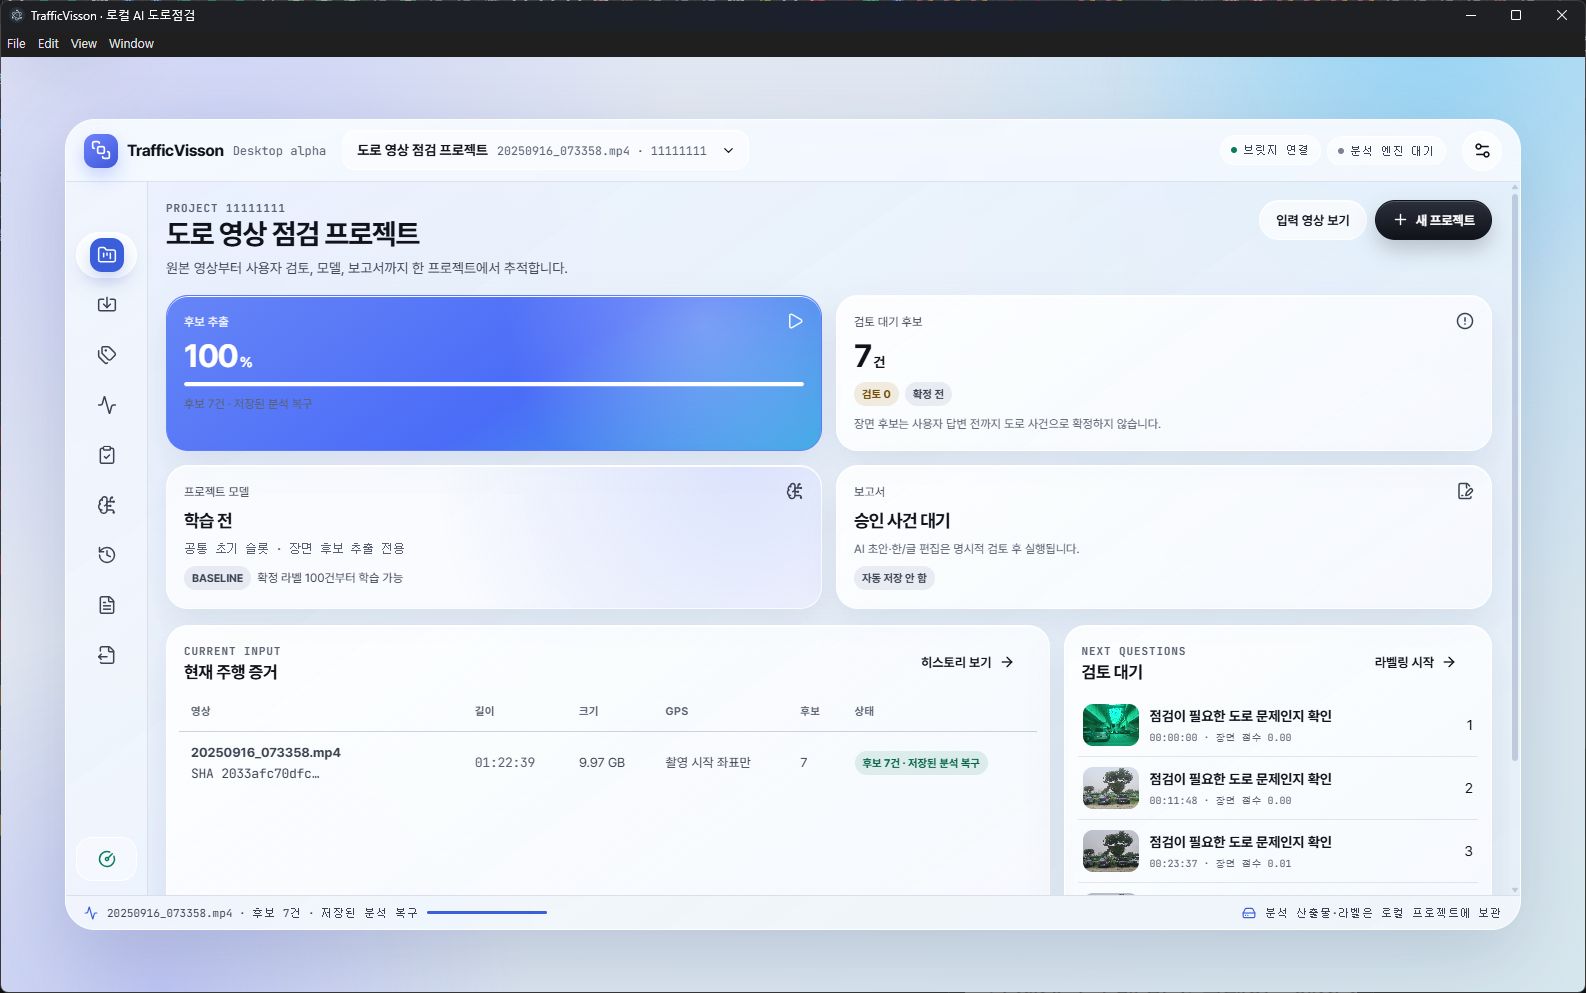 TrafficVisson · 로컬 AI 도로점검
File Edit View Window
TrafficVisson Desktop alpha
도로 영상 점검 프로젝트 20250916_073358.mp4 · 11111111
브릿지 연결
분석 엔진 대기
PROJECT 11111111
도로 영상 점검 프로젝트
원본 영상부터 사용자 검토, 모델, 보고서까지 한 프로젝트에서 추적합니다.
입력 영상 보기
새 프로젝트
후보 추출
100%
후보 7건 · 저장된 분석 복구
검토 대기 후보
7건
검토 0 확정 전
장면 후보는 사용자 답변 전까지 도로 사건으로 확정하지 않습니다.
프로젝트 모델
학습 전
공통 초기 슬롯 · 장면 후보 추출 전용
BASELINE 확정 라벨 100건부터 학습 가능
보고서
승인 사건 대기
AI 초안·한/글 편집은 명시적 검토 후 실행됩니다.
자동 저장 안 함
CURRENT INPUT
현재 주행 증거
히스토리 보기
영상 길이 크기 GPS 후보 상태
20250916_073358.mp4
SHA 2033afc70dfc…
01:22:39 9.97 GB 촬영 시작 좌표만 7 후보 7건 · 저장된 분석 복구
NEXT QUESTIONS
검토 대기
라벨링 시작
점검이 필요한 도로 문제인지 확인
00:00:00 · 장면 점수 0.00
1
점검이 필요한 도로 문제인지 확인
00:11:48 · 장면 점수 0.00
2
점검이 필요한 도로 문제인지 확인
00:23:37 · 장면 점수 0.01
3
20250916_073358.mp4 · 후보 7건 · 저장된 분석 복구
분석 산출물·라벨은 로컬 프로젝트에 보관